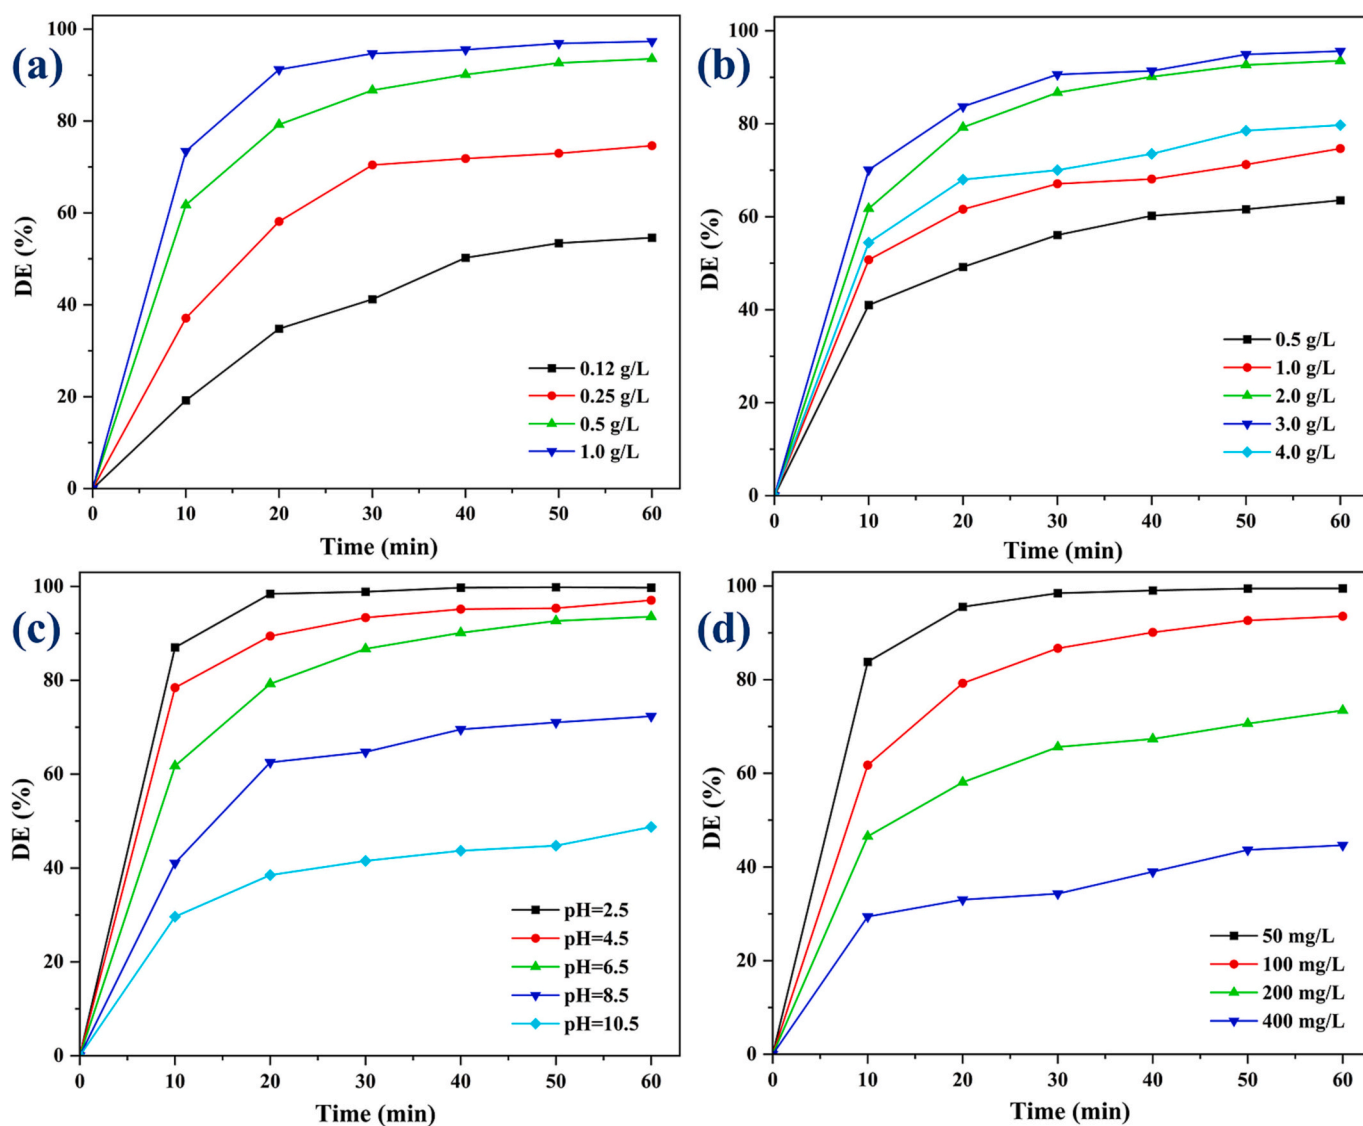 (a)
DE (%)
100
80
60
40
20
0
0 10 20 30 40 50 60
Time (min)
0.12 g/L
0.25 g/L
0.5 g/L
1.0 g/L
(b)
DE (%)
100
80
60
40
20
0
0 10 20 30 40 50 60
Time (min)
0.5 g/L
1.0 g/L
2.0 g/L
3.0 g/L
4.0 g/L
(c)
DE (%)
100
80
60
40
20
0
0 10 20 30 40 50 60
Time (min)
pH=2.5
pH=4.5
pH=6.5
pH=8.5
pH=10.5
(d)
DE (%)
100
80
60
40
20
0
0 10 20 30 40 50 60
Time (min)
50 mg/L
100 mg/L
200 mg/L
400 mg/L